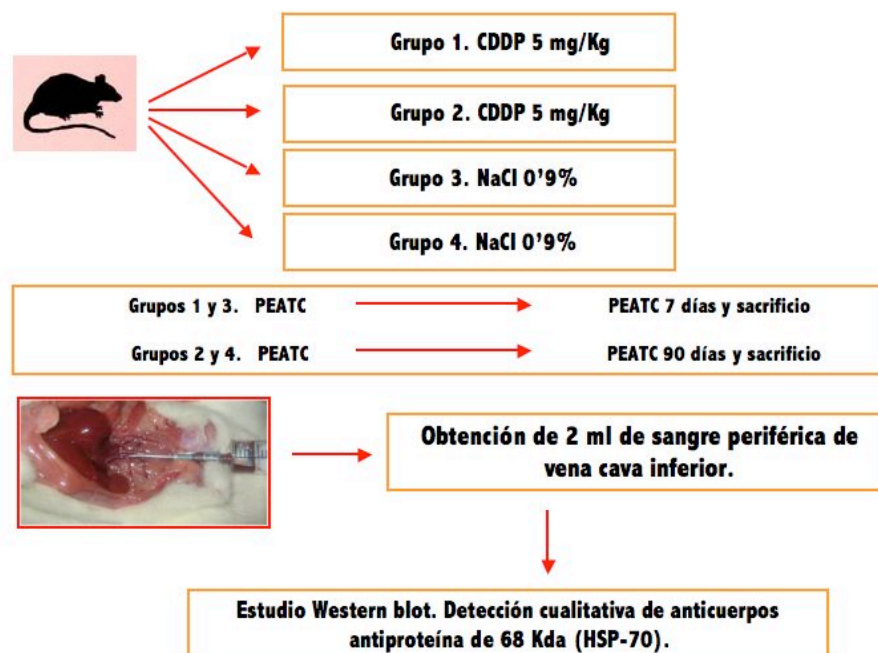 Grupo 1. CDDP 5 mg/Kg
Grupo 2. CDDP 5 mg/Kg
Grupo 3. NaCl 0'9%
Grupo 4. NaCl 0'9%
Grupos 1 y 3. PEATC PEATC 7 días y sacrificio
Grupos 2 y 4. PEATC PEATC 90 días y sacrificio
Obtención de 2 ml de sangre periférica de
vena cava inferior.
Estudio Western blot. Detección cualitativa de anticuerpos
antiproteína de 68 Kda (HSP-70).